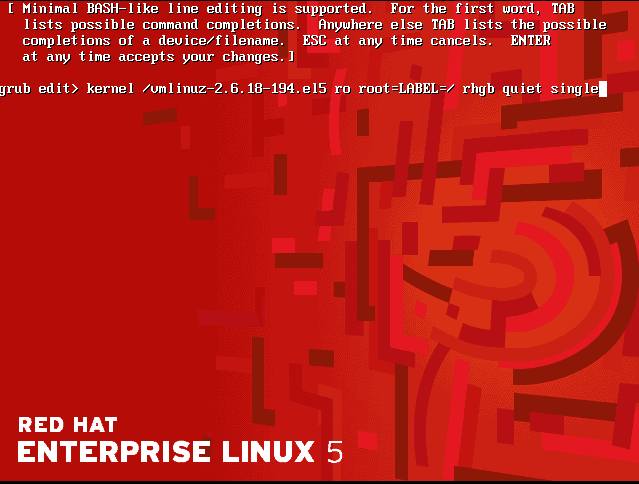 [ Minimal BASH-like line editing is supported.  For the first word, TAB
lists possible command completions.  Anywhere else TAB lists the possible
completions of a device/filename.  ESC at any time cancels.  ENTER
at any time accepts your changes.]
grub edit> kernel /vmlinuz-2.6.18-194.el5 ro root=LABEL=/ rhgb quiet single
RED HAT
ENTERPRISE LINUX 5